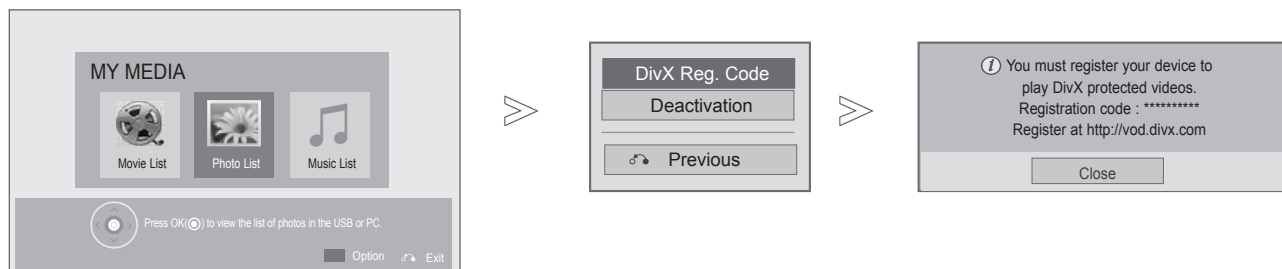 MY MEDIA
Movie List
Photo List
Music List
Press OK(◉) to view the list of photos in the USB or PC.
Option
Exit
DivX Reg. Code
Deactivation
Previous
You must register your device to
play DivX protected videos.
Registration code : **********
Register at http://vod.divx.com
Close